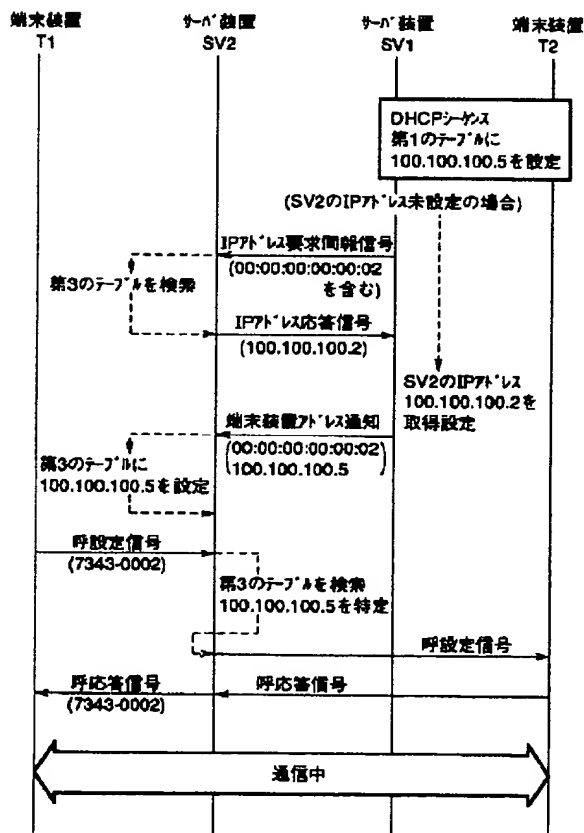 端末装置
T1
サーバ装置
SV2
サーバ装置
SV1
端末装置
T2
DHCPシーケンス
第1のテーブルに
100.100.100.5を設定
(SV2のIPアドレス未設定の場合)
IPアドレス要求同報信号
(00:00:00:00:00:02
を含む)
第3のテーブルを検索
IPアドレス応答信号
(100.100.100.2)
SV2のIPアドレス
100.100.100.2を
取得設定
端末装置アドレス通知
(00:00:00:00:00:02
100.100.100.5)
第3のテーブルに
100.100.100.5を設定
呼設定信号
(7343-0002)
第3のテーブルを検索
100.100.100.5を特定
呼設定信号
呼応答信号
(7343-0002)
呼応答信号
通信中